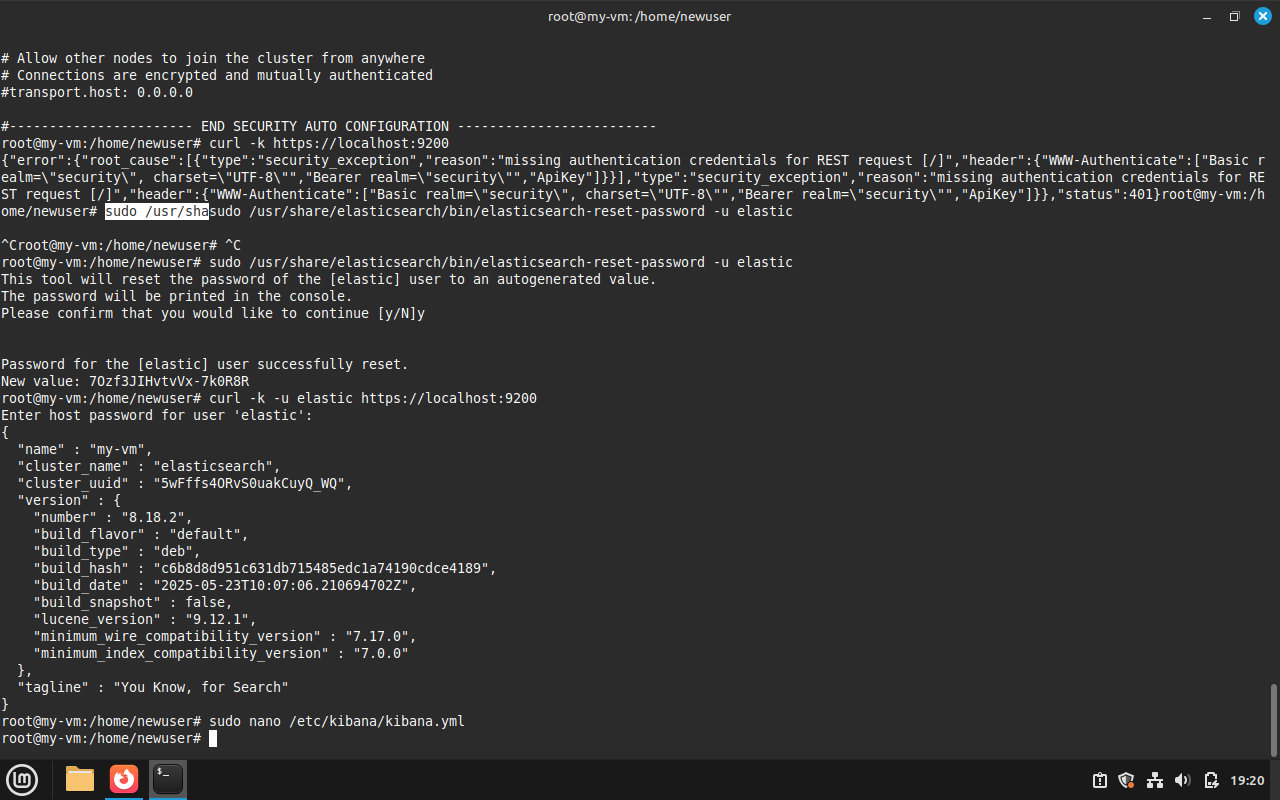 root@my-vm: /home/newuser
# Allow other nodes to join the cluster from anywhere
# Connections are encrypted and mutually authenticated
#transport.host: 0.0.0.0
#----------------------- END SECURITY AUTO CONFIGURATION -------------------------
root@my-vm:/home/newuser# curl -k https://localhost:9200
{"error":{"root_cause":[{"type":"security_exception","reason":"missing authentication credentials for REST request [/]","header":{"WWW-Authenticate":["Basic r
ealm=\"security\", charset=\"UTF-8\"","Bearer realm=\"security\"","ApiKey"]}}],"type":"security_exception","reason":"missing authentication credentials for RE
ST request [/]","header":{"WWW-Authenticate":["Basic realm=\"security\", charset=\"UTF-8\"","Bearer realm=\"security\"","ApiKey"]}},"status":401}root@my-vm:/h
ome/newuser# sudo /usr/shasudo /usr/share/elasticsearch/bin/elasticsearch-reset-password -u elastic
^Croot@my-vm:/home/newuser# ^C
root@my-vm:/home/newuser# sudo /usr/share/elasticsearch/bin/elasticsearch-reset-password -u elastic
This tool will reset the password of the [elastic] user to an autogenerated value.
The password will be printed in the console.
Please confirm that you would like to continue [y/N]y
Password for the [elastic] user successfully reset.
New value: 7Ozf3JIHvtvVx-7k0R8R
root@my-vm:/home/newuser# curl -k -u elastic https://localhost:9200
Enter host password for user 'elastic':
{
  "name" : "my-vm",
  "cluster_name" : "elasticsearch",
  "cluster_uuid" : "5wFffs4ORvS0uakCuyQ_WQ",
  "version" : {
    "number" : "8.18.2",
    "build_flavor" : "default",
    "build_type" : "deb",
    "build_hash" : "c6b8d8d951c631db715485edc1a74190cdce4189",
    "build_date" : "2025-05-23T10:07:06.210694702Z",
    "build_snapshot" : false,
    "lucene_version" : "9.12.1",
    "minimum_wire_compatibility_version" : "7.17.0",
    "minimum_index_compatibility_version" : "7.0.0"
  },
  "tagline" : "You Know, for Search"
}
root@my-vm:/home/newuser# sudo nano /etc/kibana/kibana.yml
root@my-vm:/home/newuser#
19:20